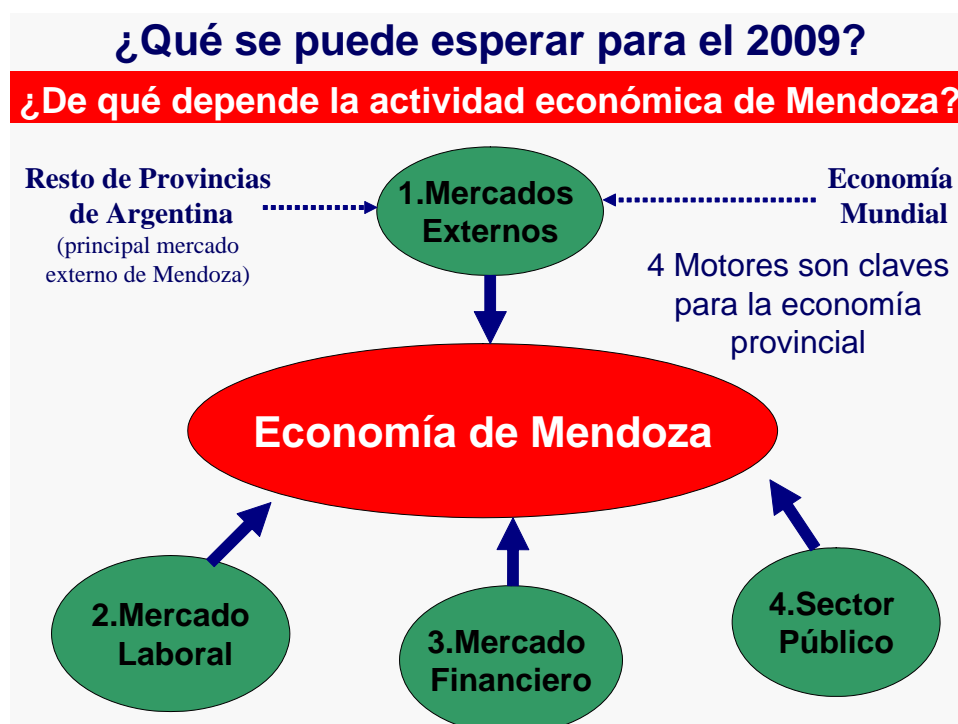 ¿Qué se puede esperar para el 2009?
¿De qué depende la actividad económica de Mendoza?
Resto de Provincias
de Argentina
(principal mercado
externo de Mendoza)
1.Mercados
Externos
Economía
Mundial
4 Motores son claves
para la economía
provincial
Economía de Mendoza
2.Mercado
Laboral
3.Mercado
Financiero
4.Sector
Público